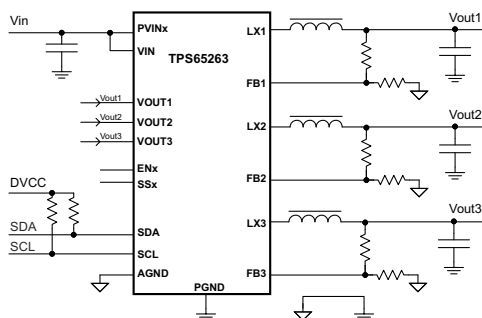 Vin
PVINx
VIN
TPS65263
LX1
Vout1
FB1
Vout1
VOUT1
Vout2
VOUT2
Vout3
VOUT3
LX2
Vout2
ENx
SSx
FB2
DVCC
SDA
SDA
SCL
SCL
AGND
PGND
LX3
Vout3
FB3